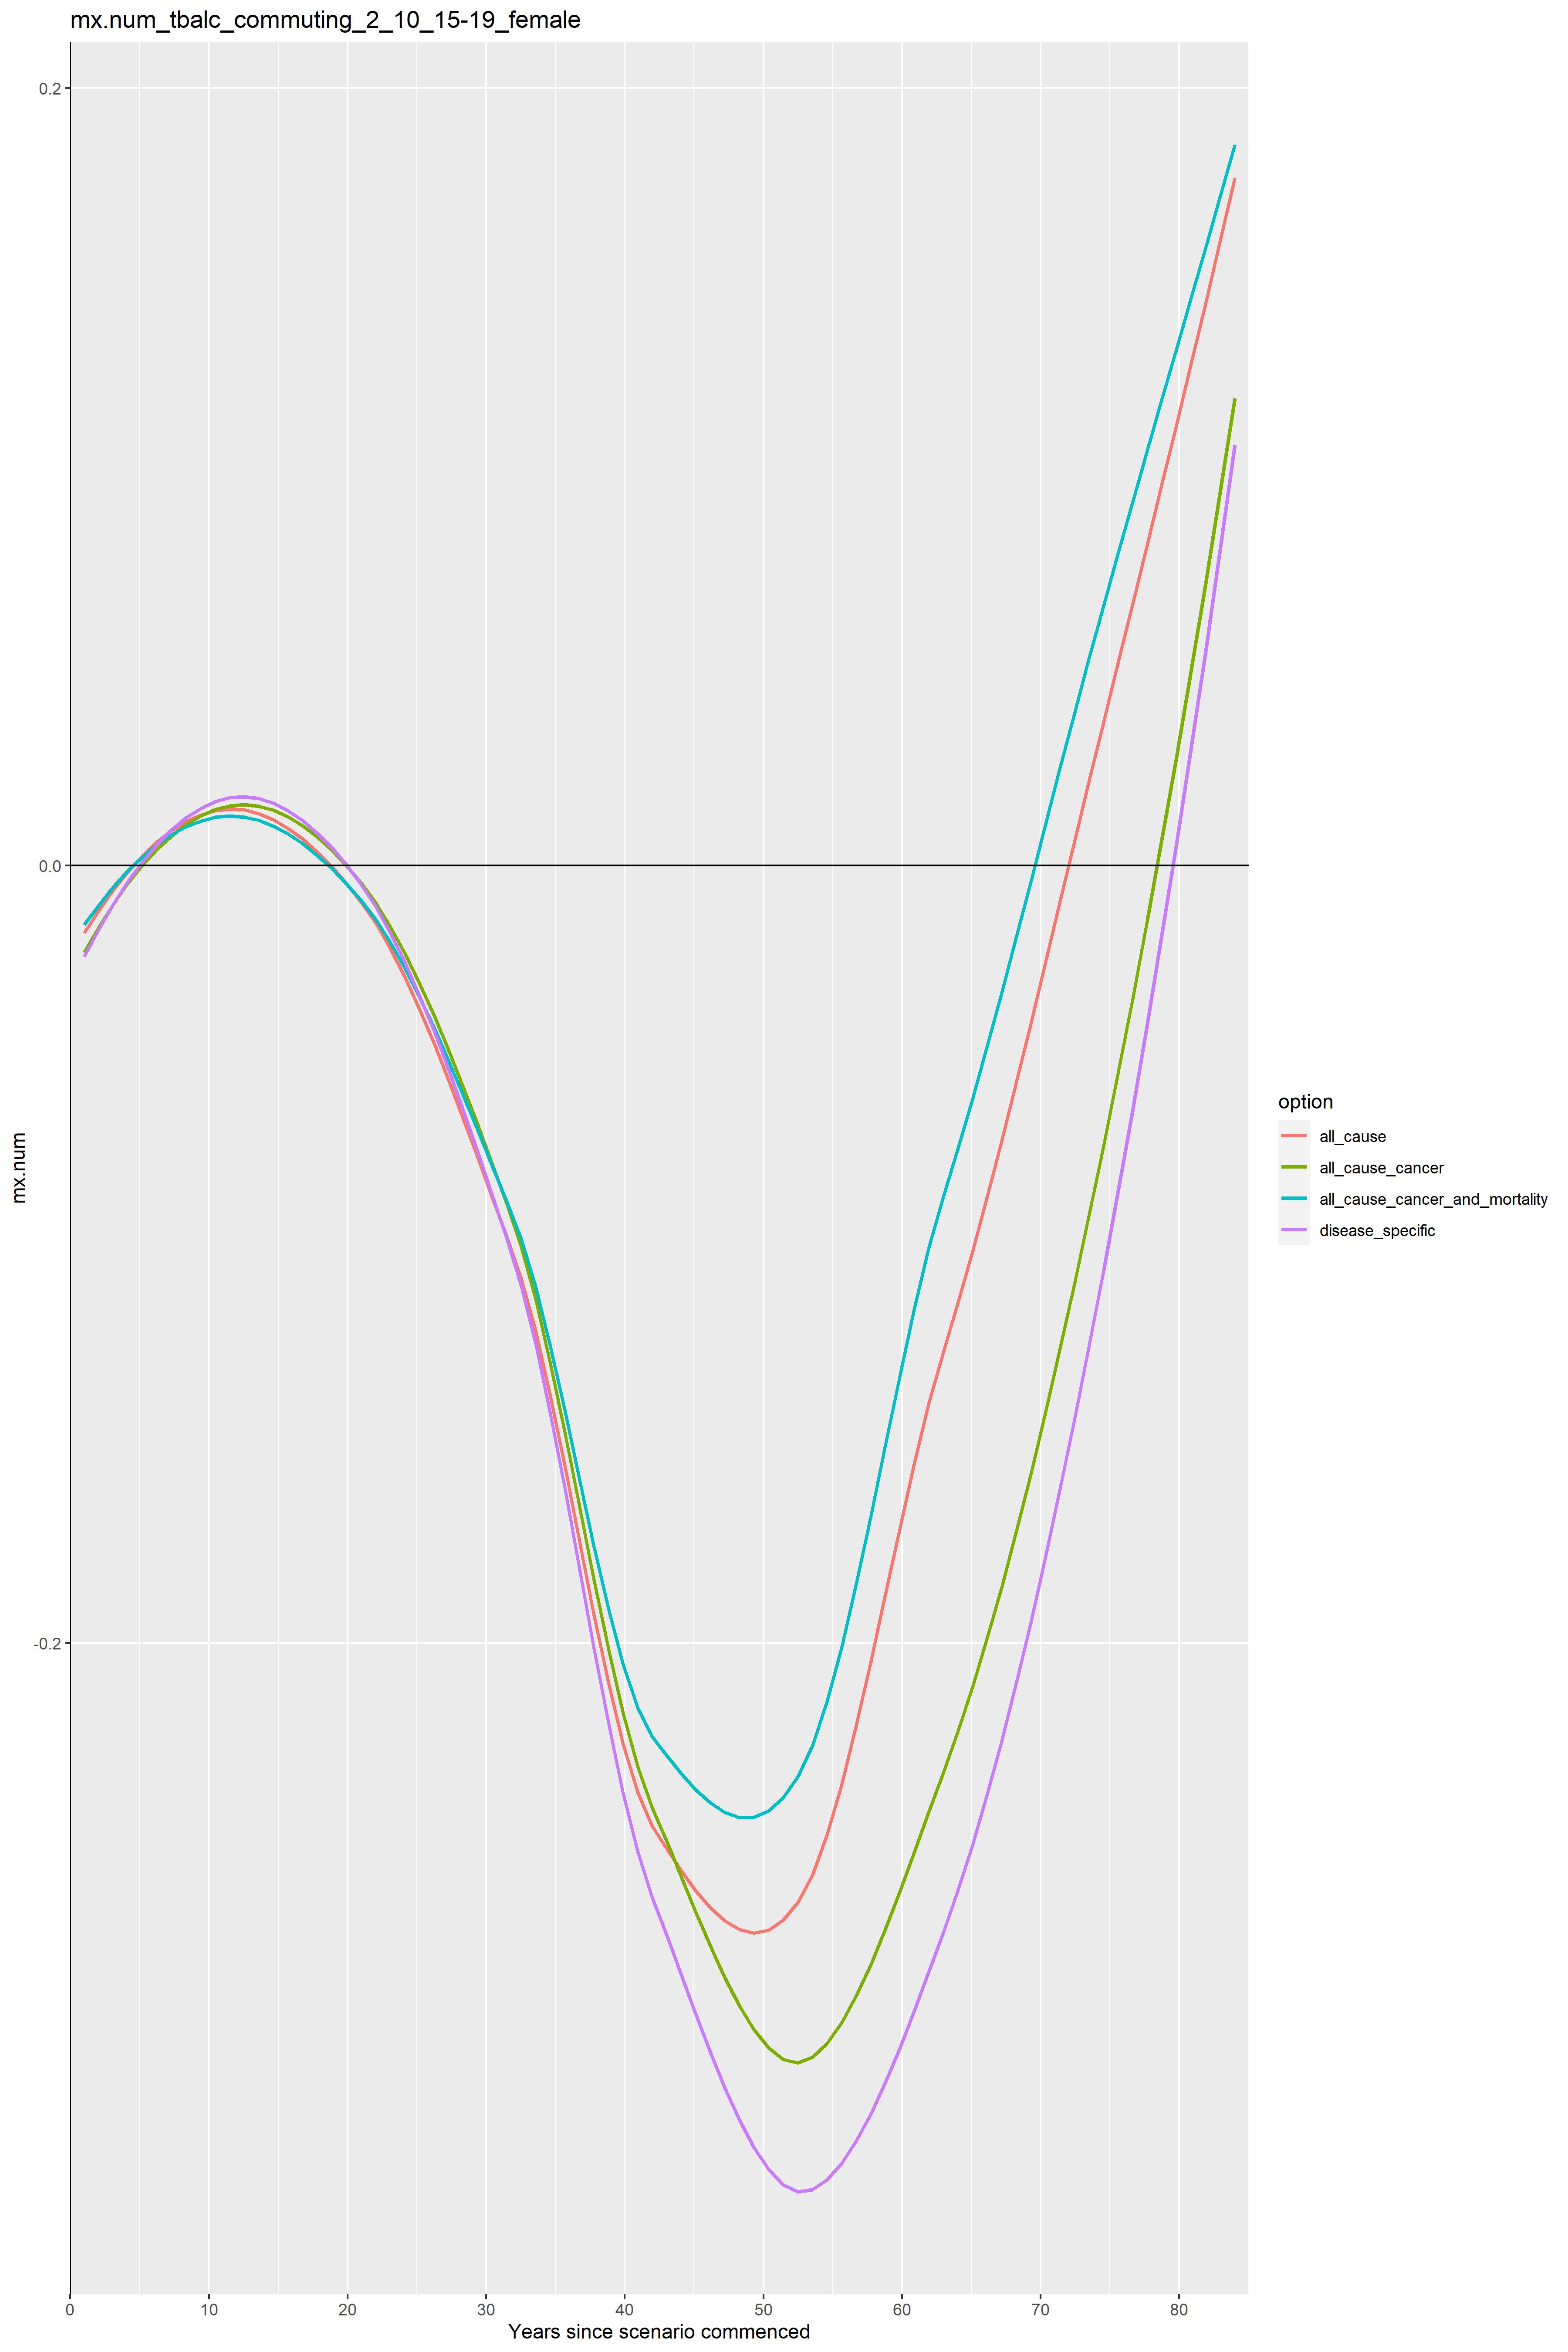 mx.num_tbalc_commuting_2_10_15-19_female
0.2
0.0
-0.2
mx.num
0 10 20 30 40 50 60 70 80
Years since scenario commenced
option
all_cause
all_cause_cancer
all_cause_cancer_and_mortality
disease_specific